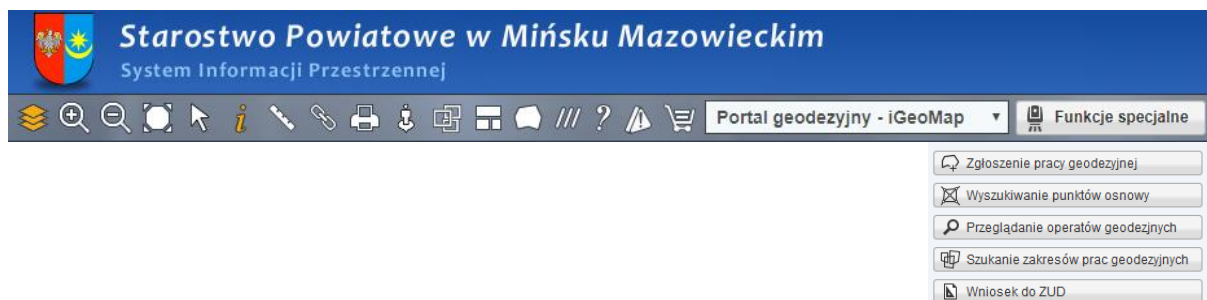 Starostwo Powiatowe w Mińsku Mazowieckim
System Informacji Przestrzennej
Portal geodezyjny - iGeoMap Funkcje specjalne
Zgłoszenie pracy geodezyjnej
Wyszukiwanie punktów osnowy
Przeglądanie operatów geodezjnych
Szukanie zakresów prac geodezyjnych
Wniosek do ZUD